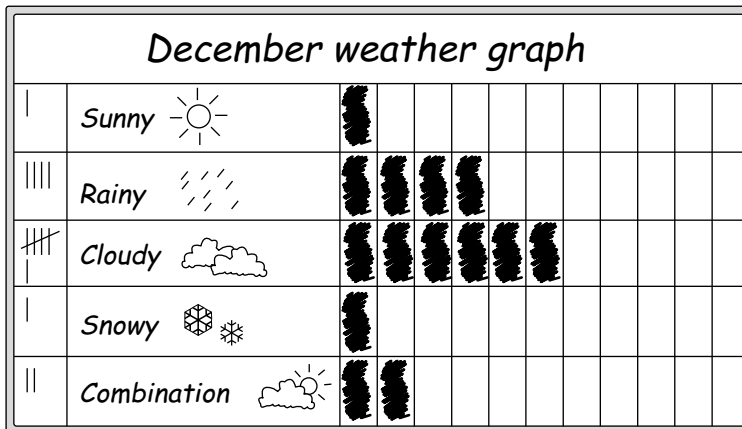 December weather graph
Sunny
Rainy
Cloudy
Snowy
Combination